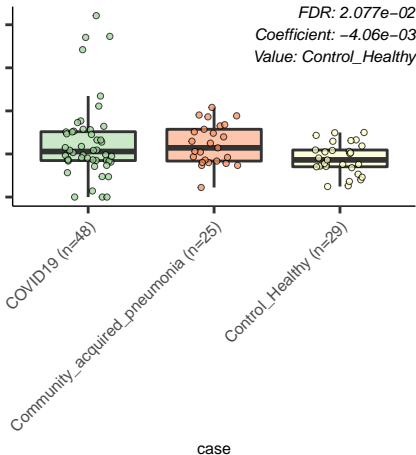 FDR: 2.077e−02
Coefficient: −4.06e−03
Value: Control_Healthy
COVID19 (n=48)
Community_acquired_pneumonia (n=25)
Control_Healthy (n=29)
case